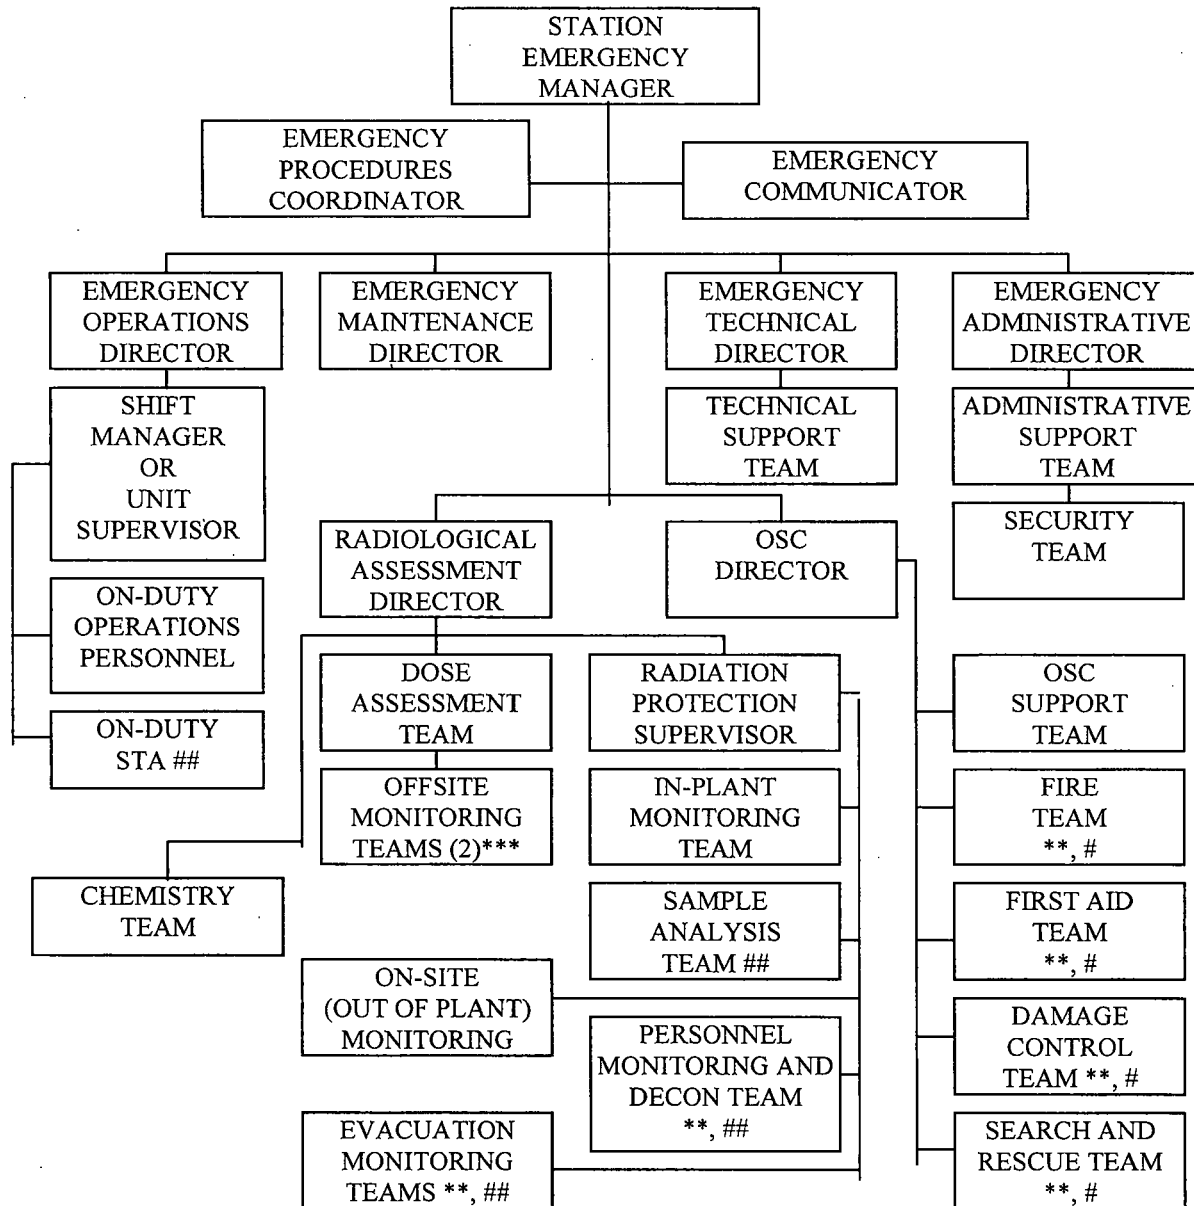 STATION
EMERGENCY
MANAGER
EMERGENCY
PROCEDURES
COORDINATOR
EMERGENCY
COMMUNICATOR
EMERGENCY
OPERATIONS
DIRECTOR
EMERGENCY
MAINTENANCE
DIRECTOR
EMERGENCY
TECHNICAL
DIRECTOR
EMERGENCY
ADMINISTRATIVE
DIRECTOR
SHIFT
MANAGER
OR
UNIT
SUPERVISOR
TECHNICAL
SUPPORT
TEAM
ADMINISTRATIVE
SUPPORT
TEAM
RADIOLOGICAL
ASSESSMENT
DIRECTOR
OSC
DIRECTOR
SECURITY
TEAM
ON-DUTY
OPERATIONS
PERSONNEL
DOSE
ASSESSMENT
TEAM
RADIATION
PROTECTION
SUPERVISOR
OSC
SUPPORT
TEAM
ON-DUTY
STA ##
OFFSITE
MONITORING
TEAMS (2)***
IN-PLANT
MONITORING
TEAM
FIRE
TEAM
**, #
CHEMISTRY
TEAM
SAMPLE
ANALYSIS
TEAM ##
FIRST AID
TEAM
**, #
ON-SITE
(OUT OF PLANT)
MONITORING
PERSONNEL
MONITORING AND
DECON TEAM
**, ##
DAMAGE
CONTROL
TEAM **, #
EVACUATION
MONITORING
TEAMS **, ##
SEARCH AND
RESCUE TEAM
**, #